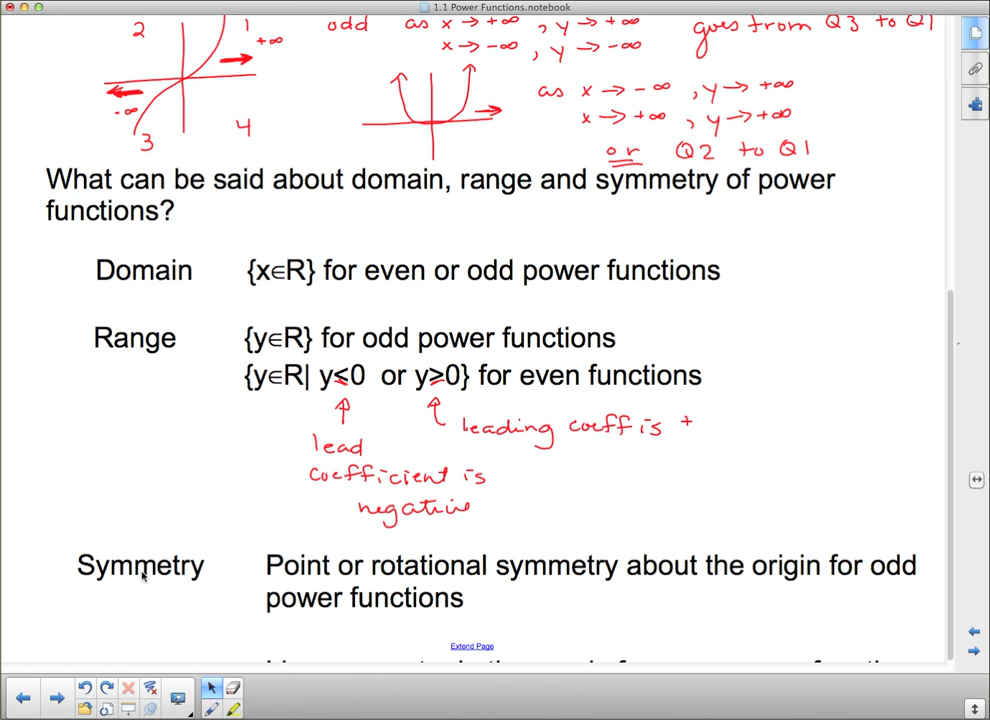 1.1 Power Functions.notebook
2 1 odd as x → +∞ , y → +∞ goes from Q3 to Q1
+∞ x → -∞ , y → -∞
-∞
3 4
as x → -∞ , y → +∞
x → +∞ , y → +∞
or Q2 to Q1
What can be said about domain, range and symmetry of power
functions?
Domain {x∈R} for even or odd power functions
Range {y∈R} for odd power functions
{y∈R| y≤0 or y≥0} for even functions
leading coeff is +
lead
coefficient is
negative
Symmetry Point or rotational symmetry about the origin for odd
power functions
Extend Page